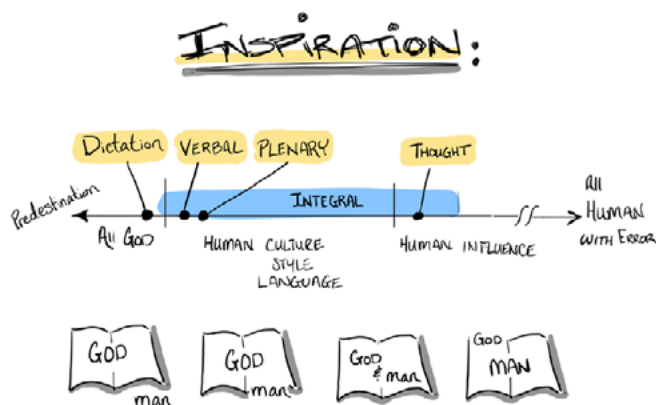 INSPIRATION:
Dictation
VERBAL
PLENARY
THOUGHT
INTEGRAL
Predestination
All GOD
HUMAN CULTURE
STYLE
LANGUAGE
HUMAN INFLUENCE
All
HUMAN
WITH ERROR
GOD
man
GOD
man
GOD
& man
GOD
MAN